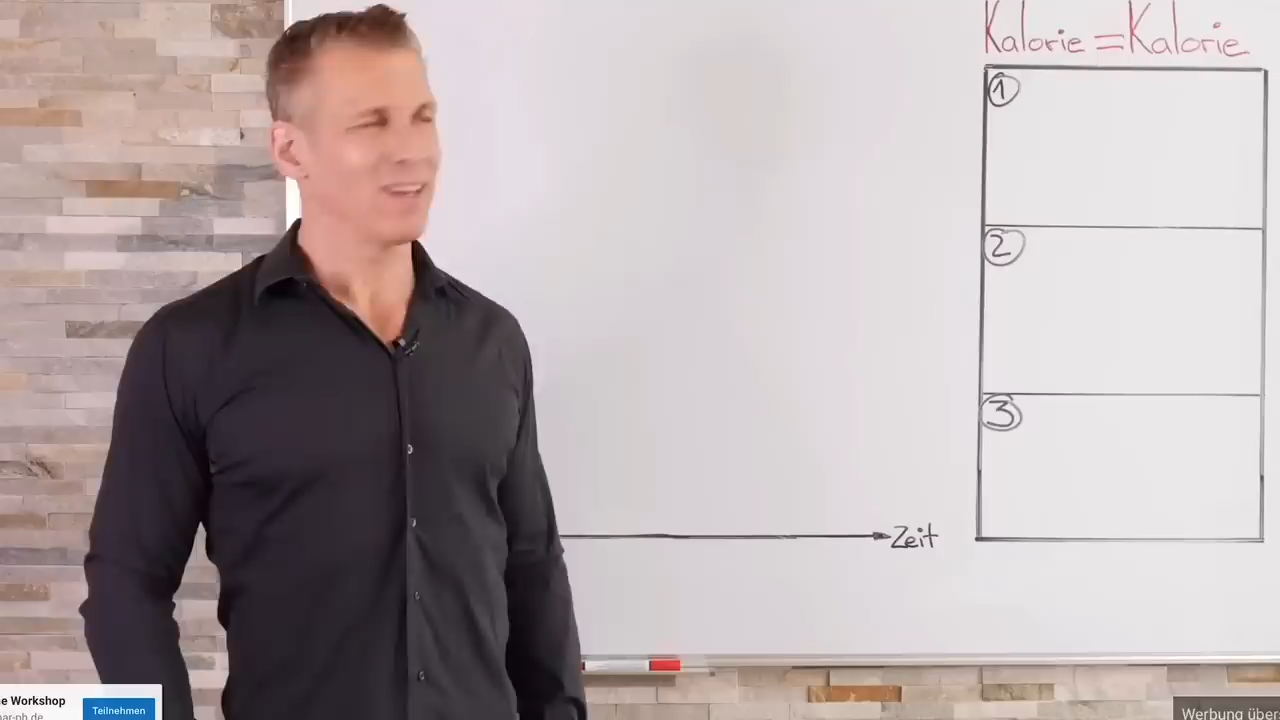 Kalorie = Kalorie
1
2
3
Zeit
Workshop
Teilnehmen
Werbung über